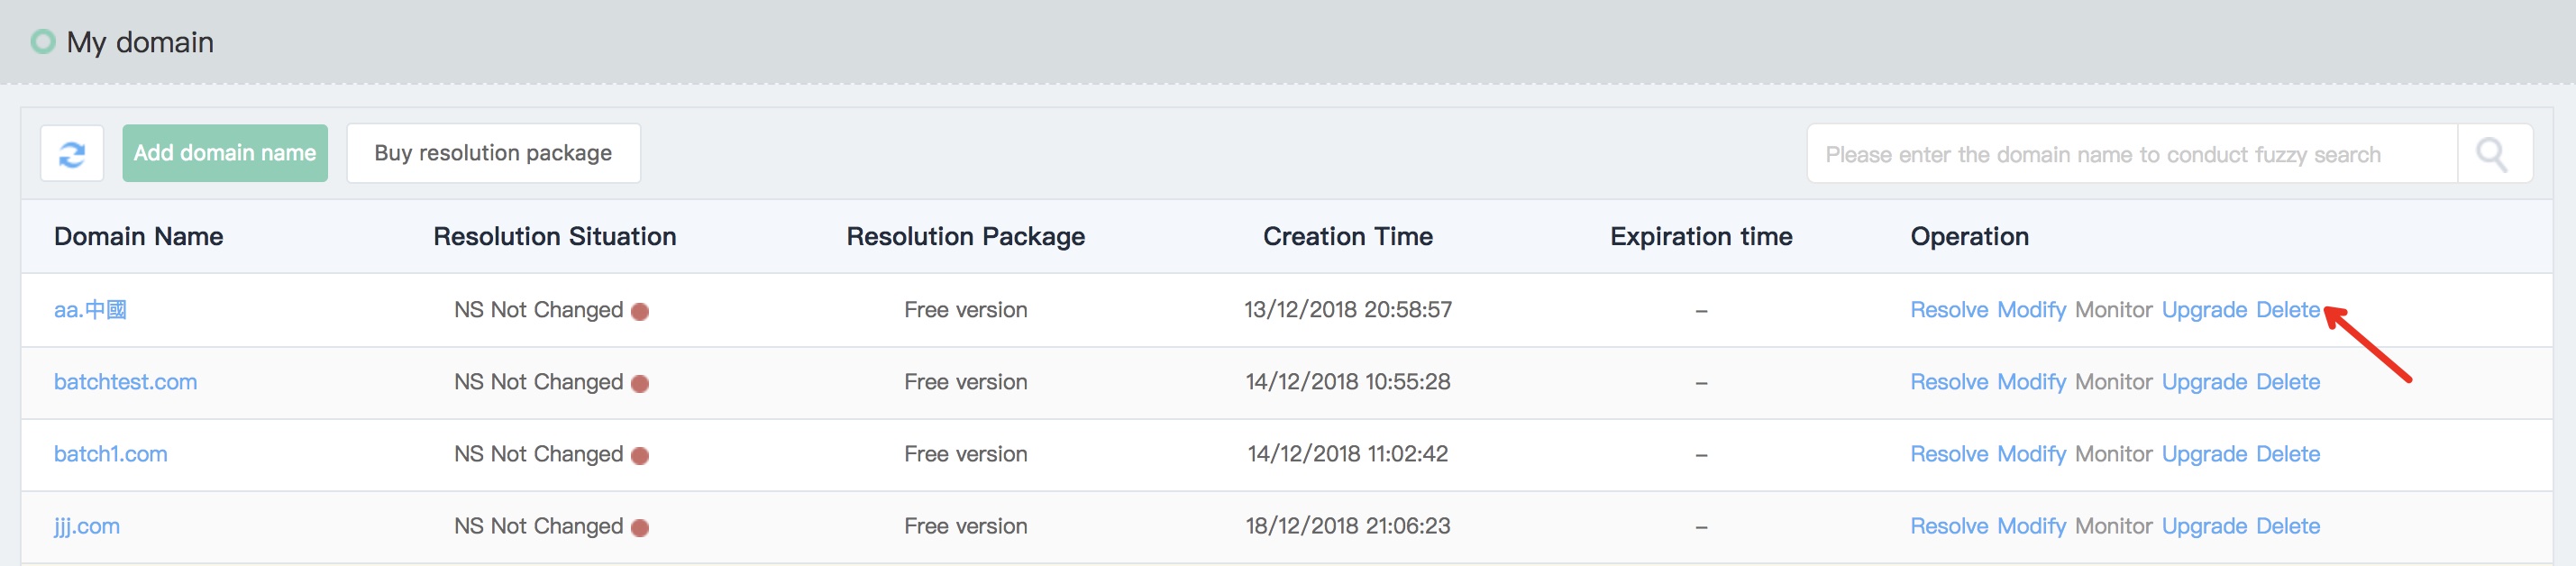 My domain
Add domain name Buy resolution package Please enter the domain name to conduct fuzzy search
Domain Name Resolution Situation Resolution Package Creation Time Expiration time Operation
aa.中國 NS Not Changed Free version 13/12/2018 20:58:57 – Resolve Modify Monitor Upgrade Delete
batchtest.com NS Not Changed Free version 14/12/2018 10:55:28 – Resolve Modify Monitor Upgrade Delete
batch1.com NS Not Changed Free version 14/12/2018 11:02:42 – Resolve Modify Monitor Upgrade Delete
jjj.com NS Not Changed Free version 18/12/2018 21:06:23 – Resolve Modify Monitor Upgrade Delete